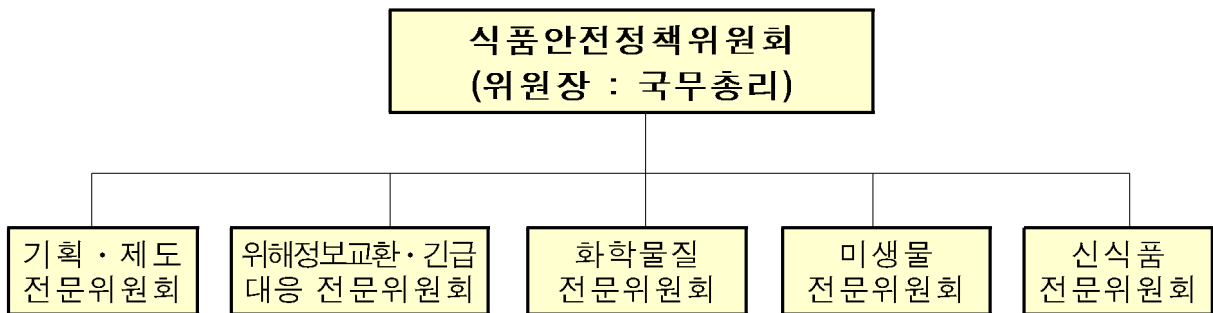 식품안전정책위원회
(위원장 : 국무총리)
기획·제도
전문위원회
위해정보교환·긴급
대응 전문위원회
화학물질
전문위원회
미생물
전문위원회
신식품
전문위원회